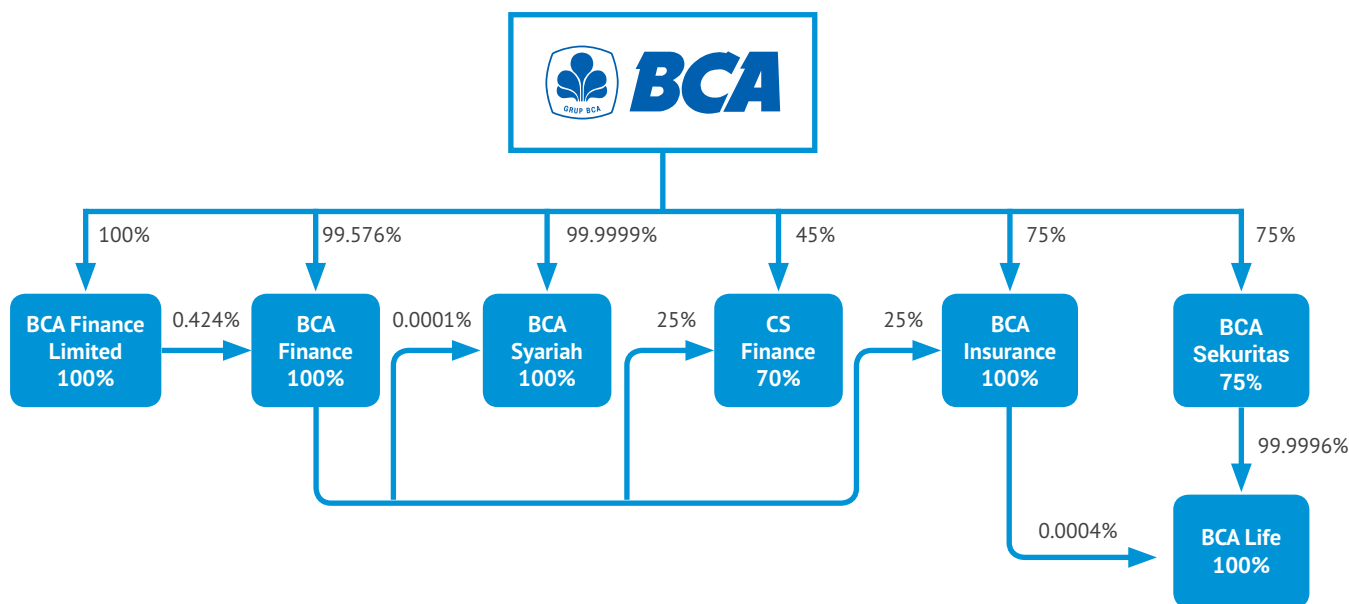 GRUP BCA
BCA
100%
99.576%
99.9999%
45%
75%
75%
BCA Finance
Limited
100%
0.424%
BCA
Finance
100%
0.0001%
BCA
Syariah
100%
25%
CS
Finance
70%
25%
BCA
Insurance
100%
BCA
Sekuritas
75%
99.9996%
0.0004%
BCA Life
100%